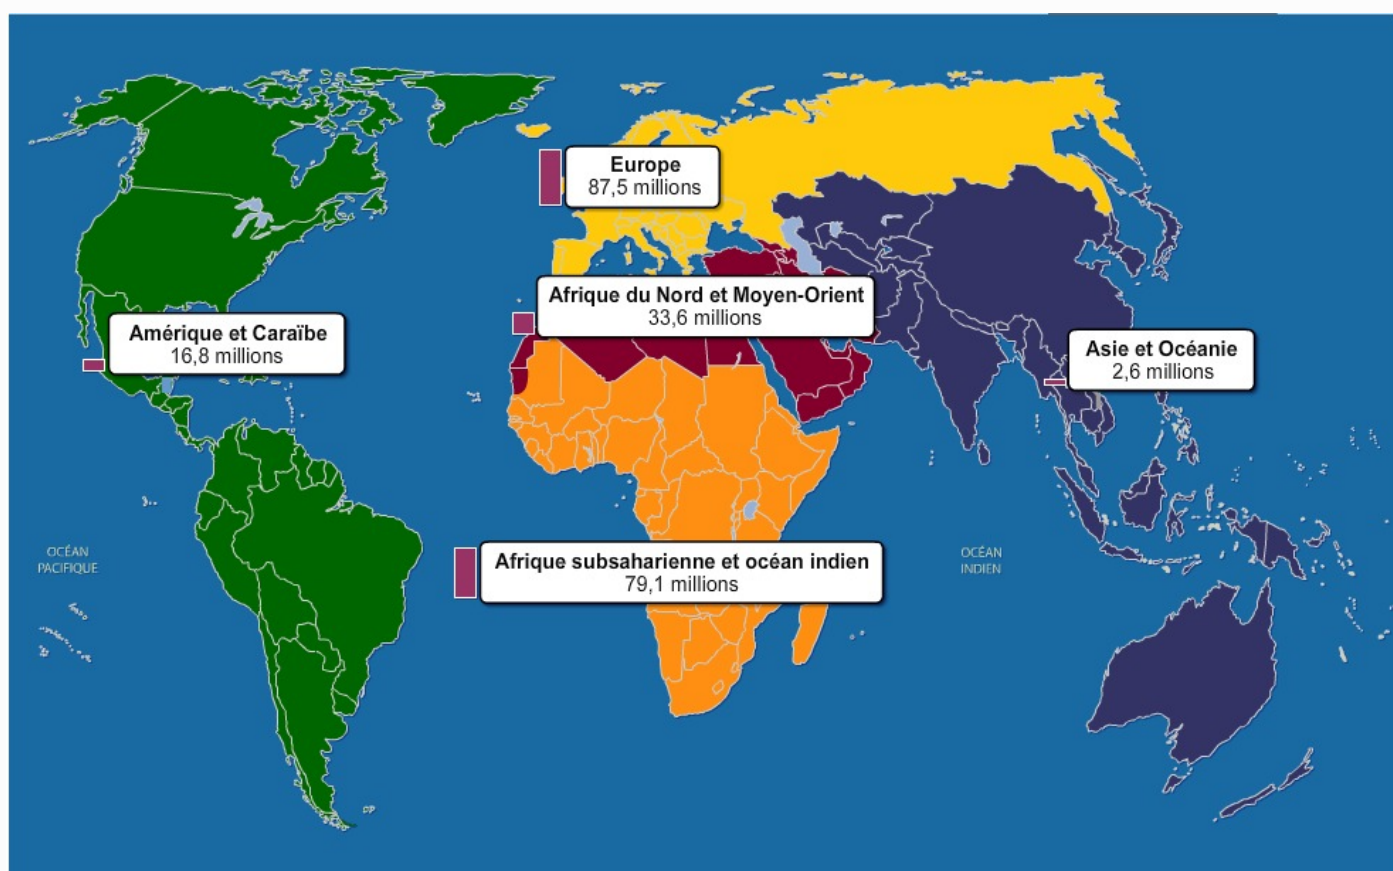 Europe
87,5 millions
Afrique du Nord et Moyen-Orient
33,6 millions
Amérique et Caraïbe
16,8 millions
Asie et Océanie
2,6 millions
OCÉAN
PACIFIQUE
Afrique subsaharienne et océan indien
79,1 millions
OCÉAN
INDIEN